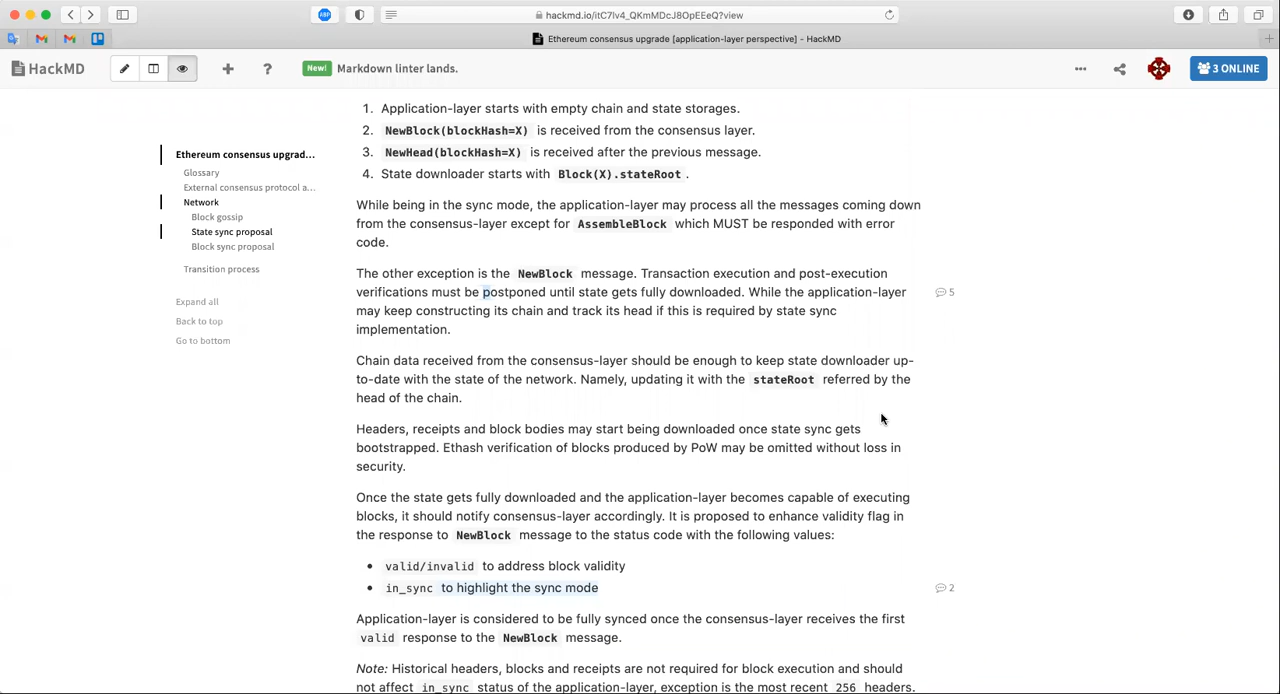 hackmd.io/itC7lv4_QKmMDcJ8OpEEeQ?view
Ethereum consensus upgrade [application-layer perspective] - HackMD
HackMD
New!
Markdown linter lands.
3 ONLINE
Ethereum consensus upgrad...
Glossary
External consensus protocol a...
Network
Block gossip
State sync proposal
Block sync proposal
Transition process
Expand all
Back to top
Go to bottom
1. Application-layer starts with empty chain and state storages.
2. NewBlock(blockHash=X) is received from the consensus layer.
3. NewHead(blockHash=X) is received after the previous message.
4. State downloader starts with Block(X).stateRoot .
While being in the sync mode, the application-layer may process all the messages coming down
from the consensus-layer except for AssembleBlock which MUST be responded with error
code.
The other exception is the NewBlock message. Transaction execution and post-execution
verifications must be postponed until state gets fully downloaded. While the application-layer
may keep constructing its chain and track its head if this is required by state sync
implementation.
5
Chain data received from the consensus-layer should be enough to keep state downloader up-
to-date with the state of the network. Namely, updating it with the stateRoot referred by the
head of the chain.
Headers, receipts and block bodies may start being downloaded once state sync gets
bootstrapped. Ethash verification of blocks produced by PoW may be omitted without loss in
security.
Once the state gets fully downloaded and the application-layer becomes capable of executing
blocks, it should notify consensus-layer accordingly. It is proposed to enhance validity flag in
the response to NewBlock message to the status code with the following values:
• valid/invalid to address block validity
• in_sync to highlight the sync mode
2
Application-layer is considered to be fully synced once the consensus-layer receives the first
valid response to the NewBlock message.
Note: Historical headers, blocks and receipts are not required for block execution and should
not affect in_sync status of the application-layer, exception is the most recent 256 headers.